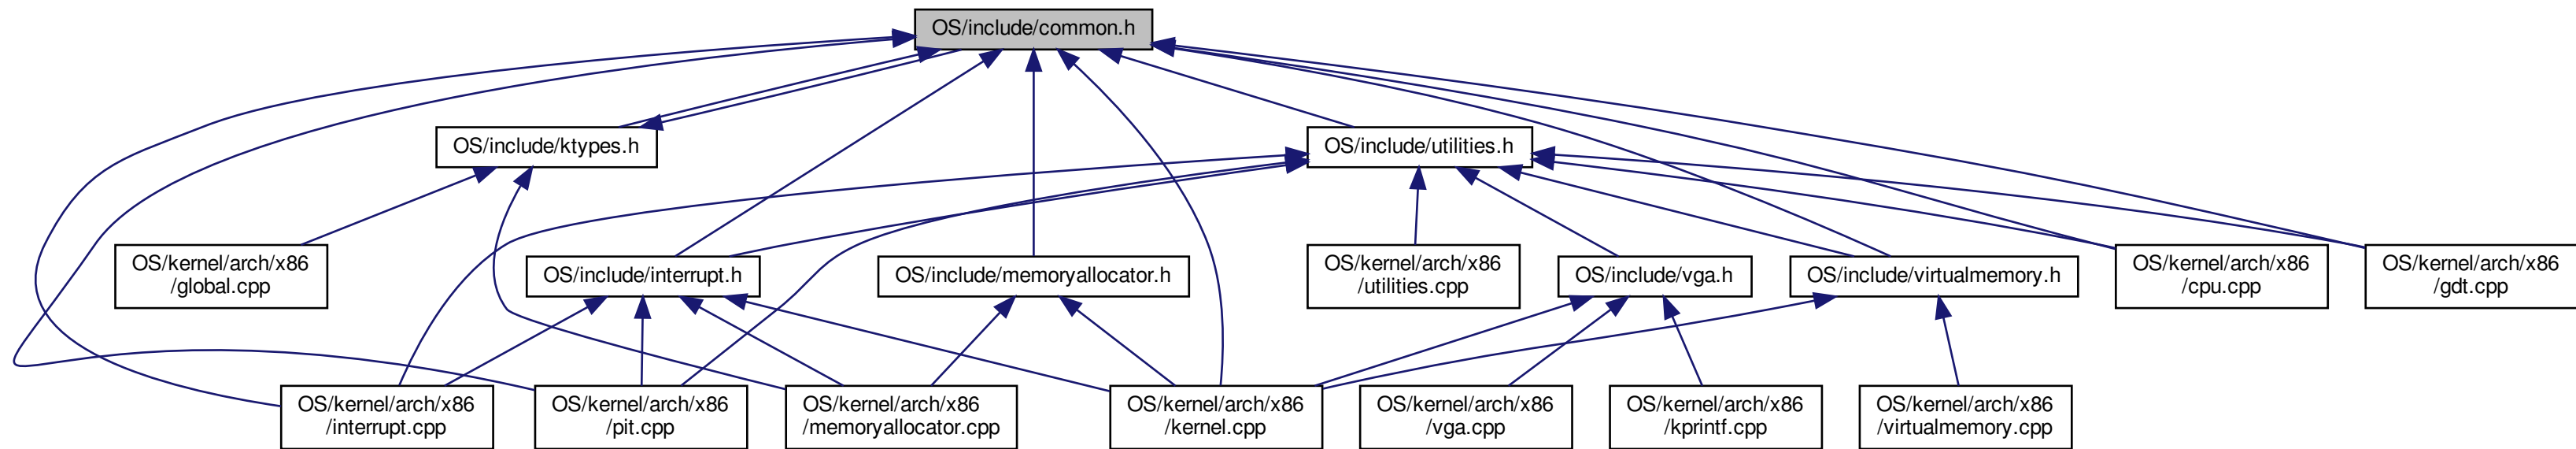 OS/include/common.h
OS/include/ktypes.h
OS/include/utilities.h
OS/kernel/arch/x86
/global.cpp
OS/include/interrupt.h
OS/include/memoryallocator.h
OS/kernel/arch/x86
/utilities.cpp
OS/include/vga.h
OS/include/virtualmemory.h
OS/kernel/arch/x86
/cpu.cpp
OS/kernel/arch/x86
/gdt.cpp
OS/kernel/arch/x86
/interrupt.cpp
OS/kernel/arch/x86
/pit.cpp
OS/kernel/arch/x86
/memoryallocator.cpp
OS/kernel/arch/x86
/kernel.cpp
OS/kernel/arch/x86
/vga.cpp
OS/kernel/arch/x86
/kprintf.cpp
OS/kernel/arch/x86
/virtualmemory.cpp